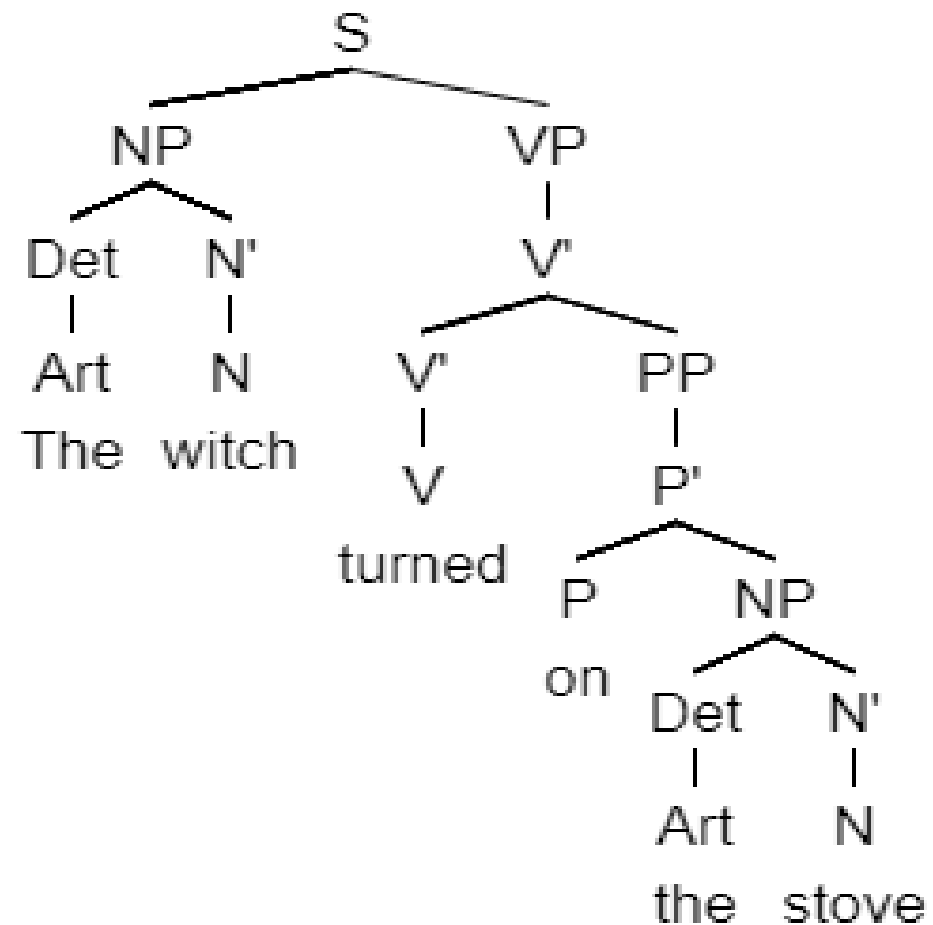 S
NP VP
Det N' V'
Art N V' PP
The witch V P'
turned P NP
on Det N'
Art N
the stove